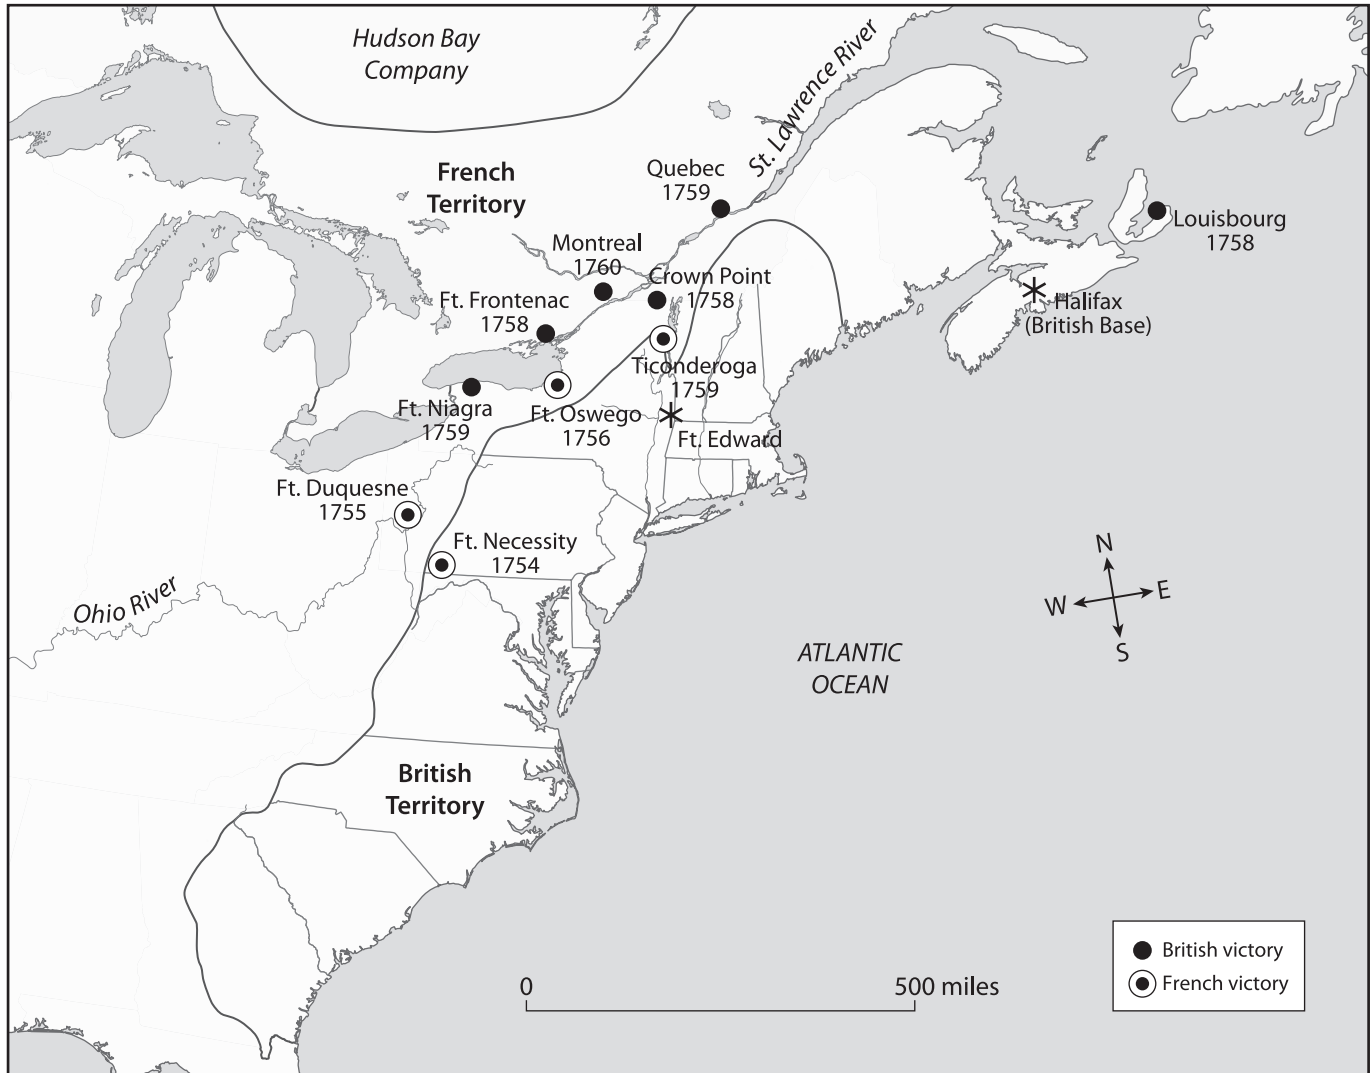 Hudson Bay
Company
St. Lawrence River
French
Territory
Quebec
1759
Louisbourg
1758
Montreal
1760
Crown Point
1758
Ft. Frontenac
1758
Halifax
(British Base)
Ticonderoga
1759
Ft. Niagra
1759
Ft. Oswego
1756
Ft. Edward
Ft. Duquesne
1755
Ft. Necessity
1754
Ohio River
N
W
E
S
ATLANTIC
OCEAN
British
Territory
0
500 miles
British victory
French victory